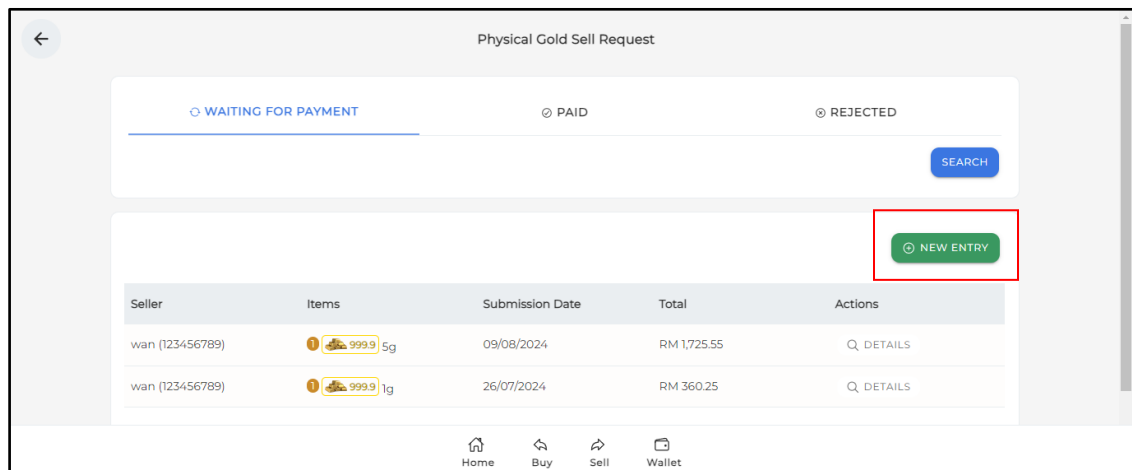 Physical Gold Sell Request
WAITING FOR PAYMENT PAID REJECTED
SEARCH
NEW ENTRY
Seller Items Submission Date Total Actions
wan (123456789) 1 999.9 5g 09/08/2024 RM 1,725.55 DETAILS
wan (123456789) 1 999.9 1g 26/07/2024 RM 360.25 DETAILS
Home Buy Sell Wallet